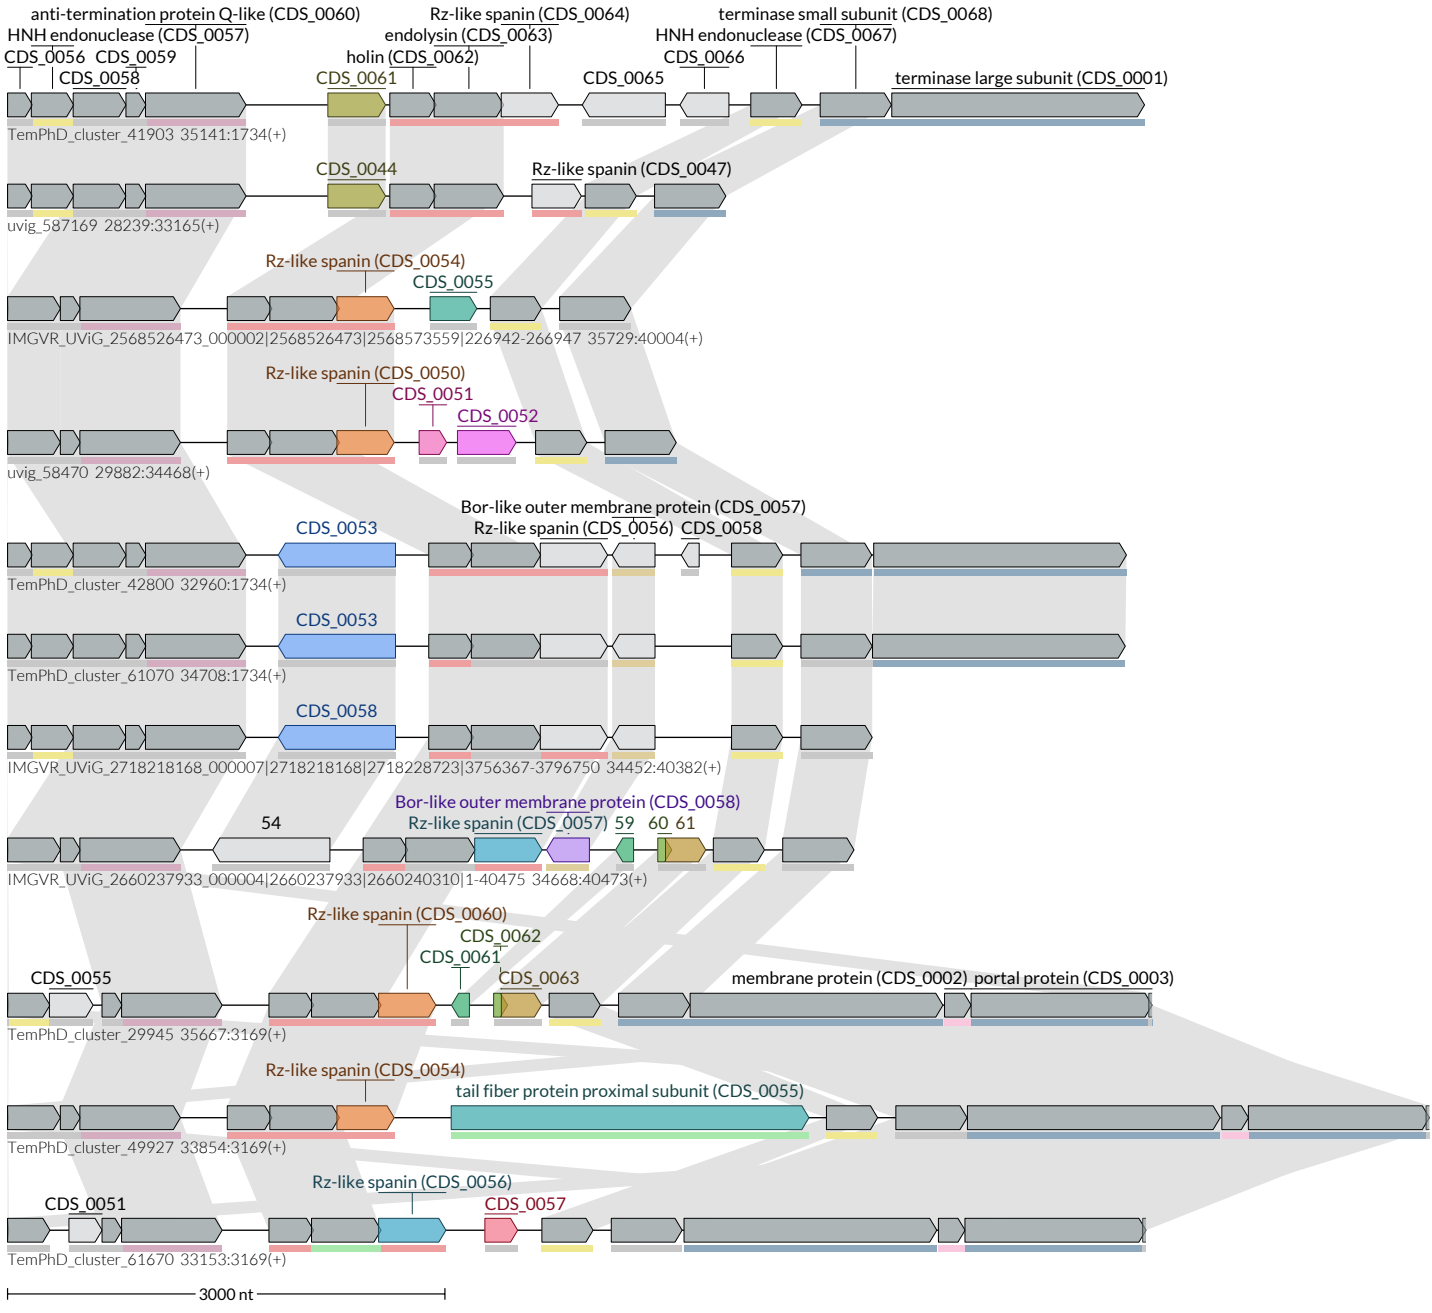 anti-termination protein Q-like (CDS_0060) Rz-like spanin (CDS_0064) terminase small subunit (CDS_0068)
HNH endonuclease (CDS_0057) endolysin (CDS_0063) HNH endonuclease (CDS_0067)
CDS_0056 CDS_0059 holin (CDS_0062) CDS_0066
CDS_0058 CDS_0061 CDS_0065 terminase large subunit (CDS_0001)
TemPhD_cluster_41903 35141:1734(+)
CDS_0044 Rz-like spanin (CDS_0047)
uvig_587169 28239:33165(+)
Rz-like spanin (CDS_0054)
CDS_0055
IMGVR_UViG_2568526473_000002|2568526473|2568573559|226942-266947 35729:40004(+)
Rz-like spanin (CDS_0050)
CDS_0051
CDS_0052
uvig_58470 29882:34468(+)
Bor-like outer membrane protein (CDS_0057)
CDS_0053 Rz-like spanin (CDS_0056) CDS_0058
TemPhD_cluster_42800 32960:1734(+)
CDS_0053
TemPhD_cluster_61070 34708:1734(+)
CDS_0058
IMGVR_UViG_2718218168_000007|2718218168|2718228723|3756367-3796750 34452:40382(+)
Bor-like outer membrane protein (CDS_0058)
54 Rz-like spanin (CDS_0057) 59 60 61
IMGVR_UViG_2660237933_000004|2660237933|2660240310|1-40475 34668:40473(+)
Rz-like spanin (CDS_0060)
CDS_0062
CDS_0061
CDS_0055 CDS_0063 membrane protein (CDS_0002) portal protein (CDS_0003)
TemPhD_cluster_29945 35667:3169(+)
Rz-like spanin (CDS_0054)
tail fiber protein proximal subunit (CDS_0055)
TemPhD_cluster_49927 33854:3169(+)
Rz-like spanin (CDS_0056)
CDS_0051 CDS_0057
TemPhD_cluster_61670 33153:3169(+)
3000 nt